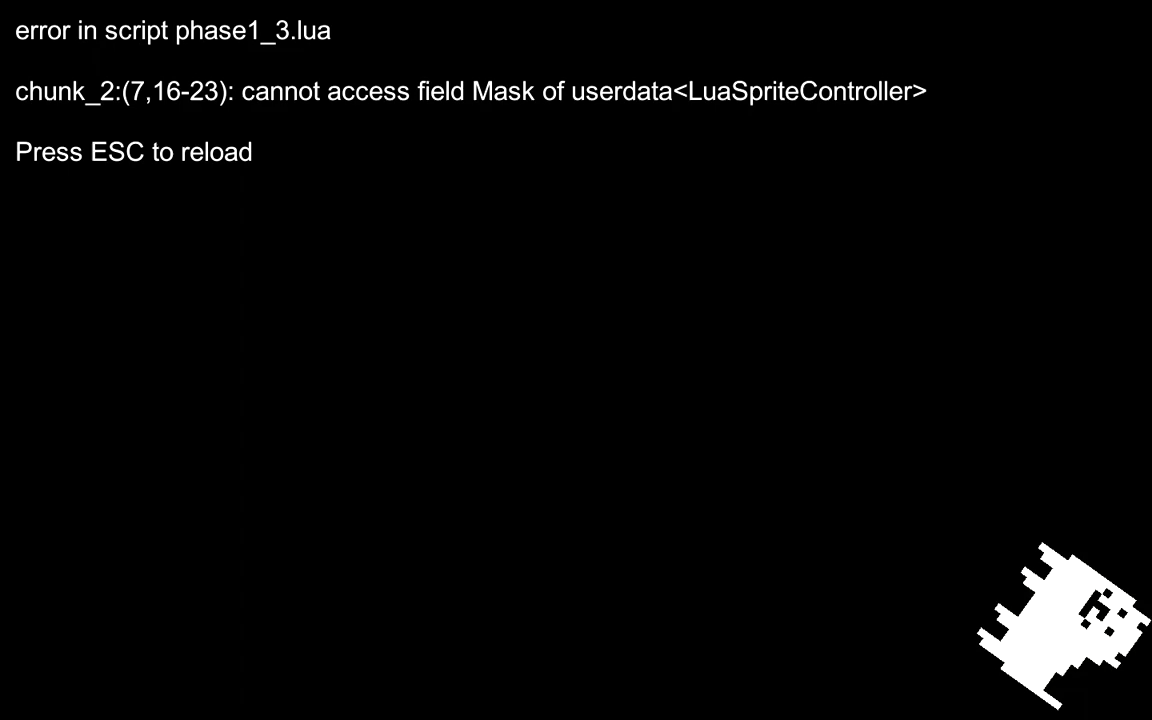 error in script phase1_3.lua
chunk_2:(7,16-23): cannot access field Mask of userdata<LuaSpriteController>
Press ESC to reload